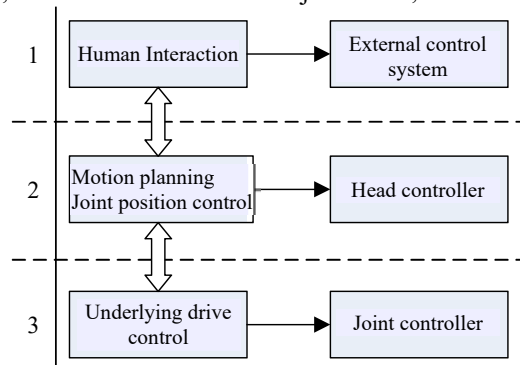 1
Human Interaction
External control
system
2
Motion planning
Joint position control
Head controller
3
Underlying drive
control
Joint controller